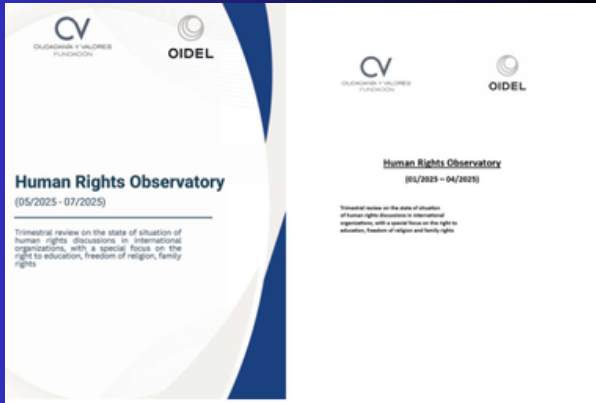 CV
CIUDADANÍA Y VALORES
FUNDACIÓN
OIDEL
Human Rights Observatory
(05/2025 - 07/2025)
Trimestral review on the state of situation of
human rights discussions in international
organizations, with a special focus on the
right to education, freedom of religion, family
rights
CV
CIUDADANÍA Y VALORES
FUNDACIÓN
OIDEL
Human Rights Observatory
(01/2025 – 04/2025)
Trimestral review on the state of situation
of human rights discussions in international
organizations, with a special focus on the right to
education, freedom of religion and family rights